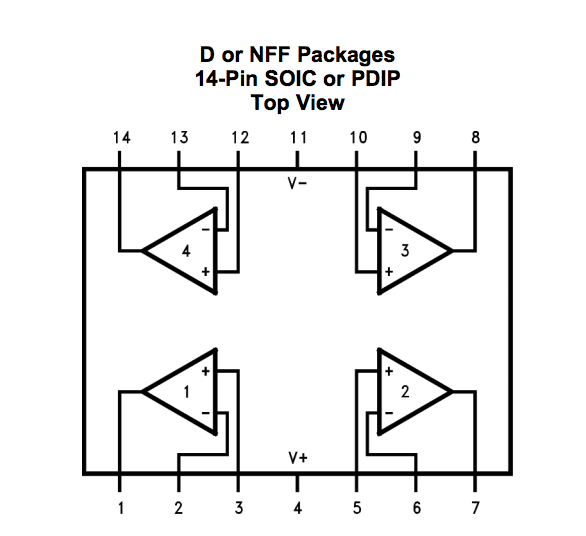 D or NFF Packages
14-Pin SOIC or PDIP
Top View
14 13 12 11 10 9 8
V−
− −
4 3
+ +
+ +
1 2
− −
V+
1 2 3 4 5 6 7